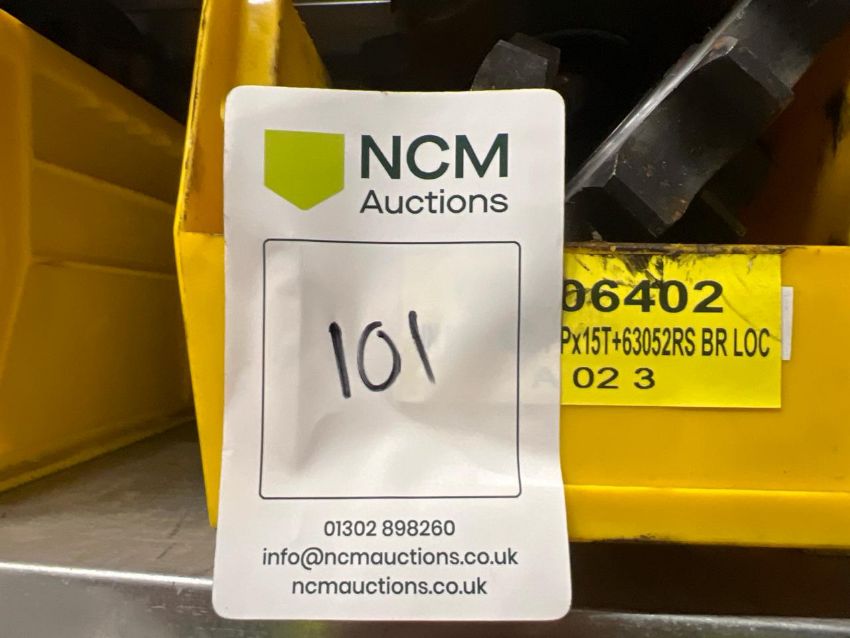 NCM
Auctions
101
01302 898260
info@ncmauctions.co.uk
ncmauctions.co.uk
06402
Px15T+63052RS BR LOC
A 02 3